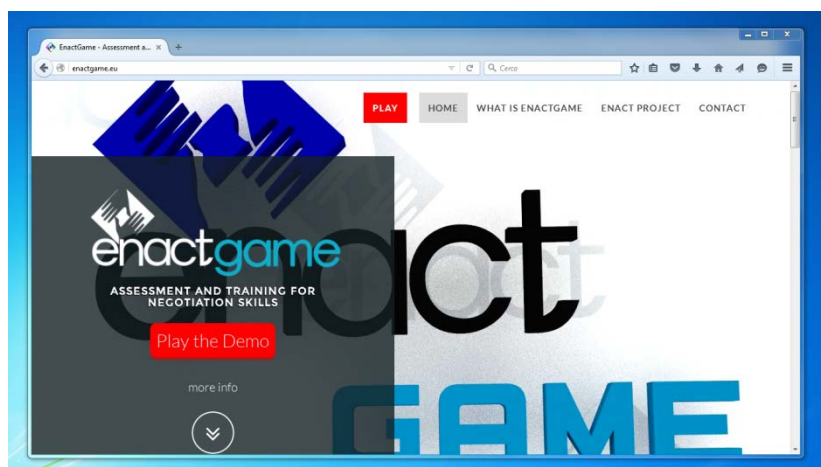 EnactGame - Assessment a...
enactgame.eu
Cerca
PLAY
HOME
WHAT IS ENACTGAME
ENACT PROJECT
CONTACT
enact
GAME
enactgame
ASSESSMENT AND TRAINING FOR
NEGOTIATION SKILLS
Play the Demo
more info